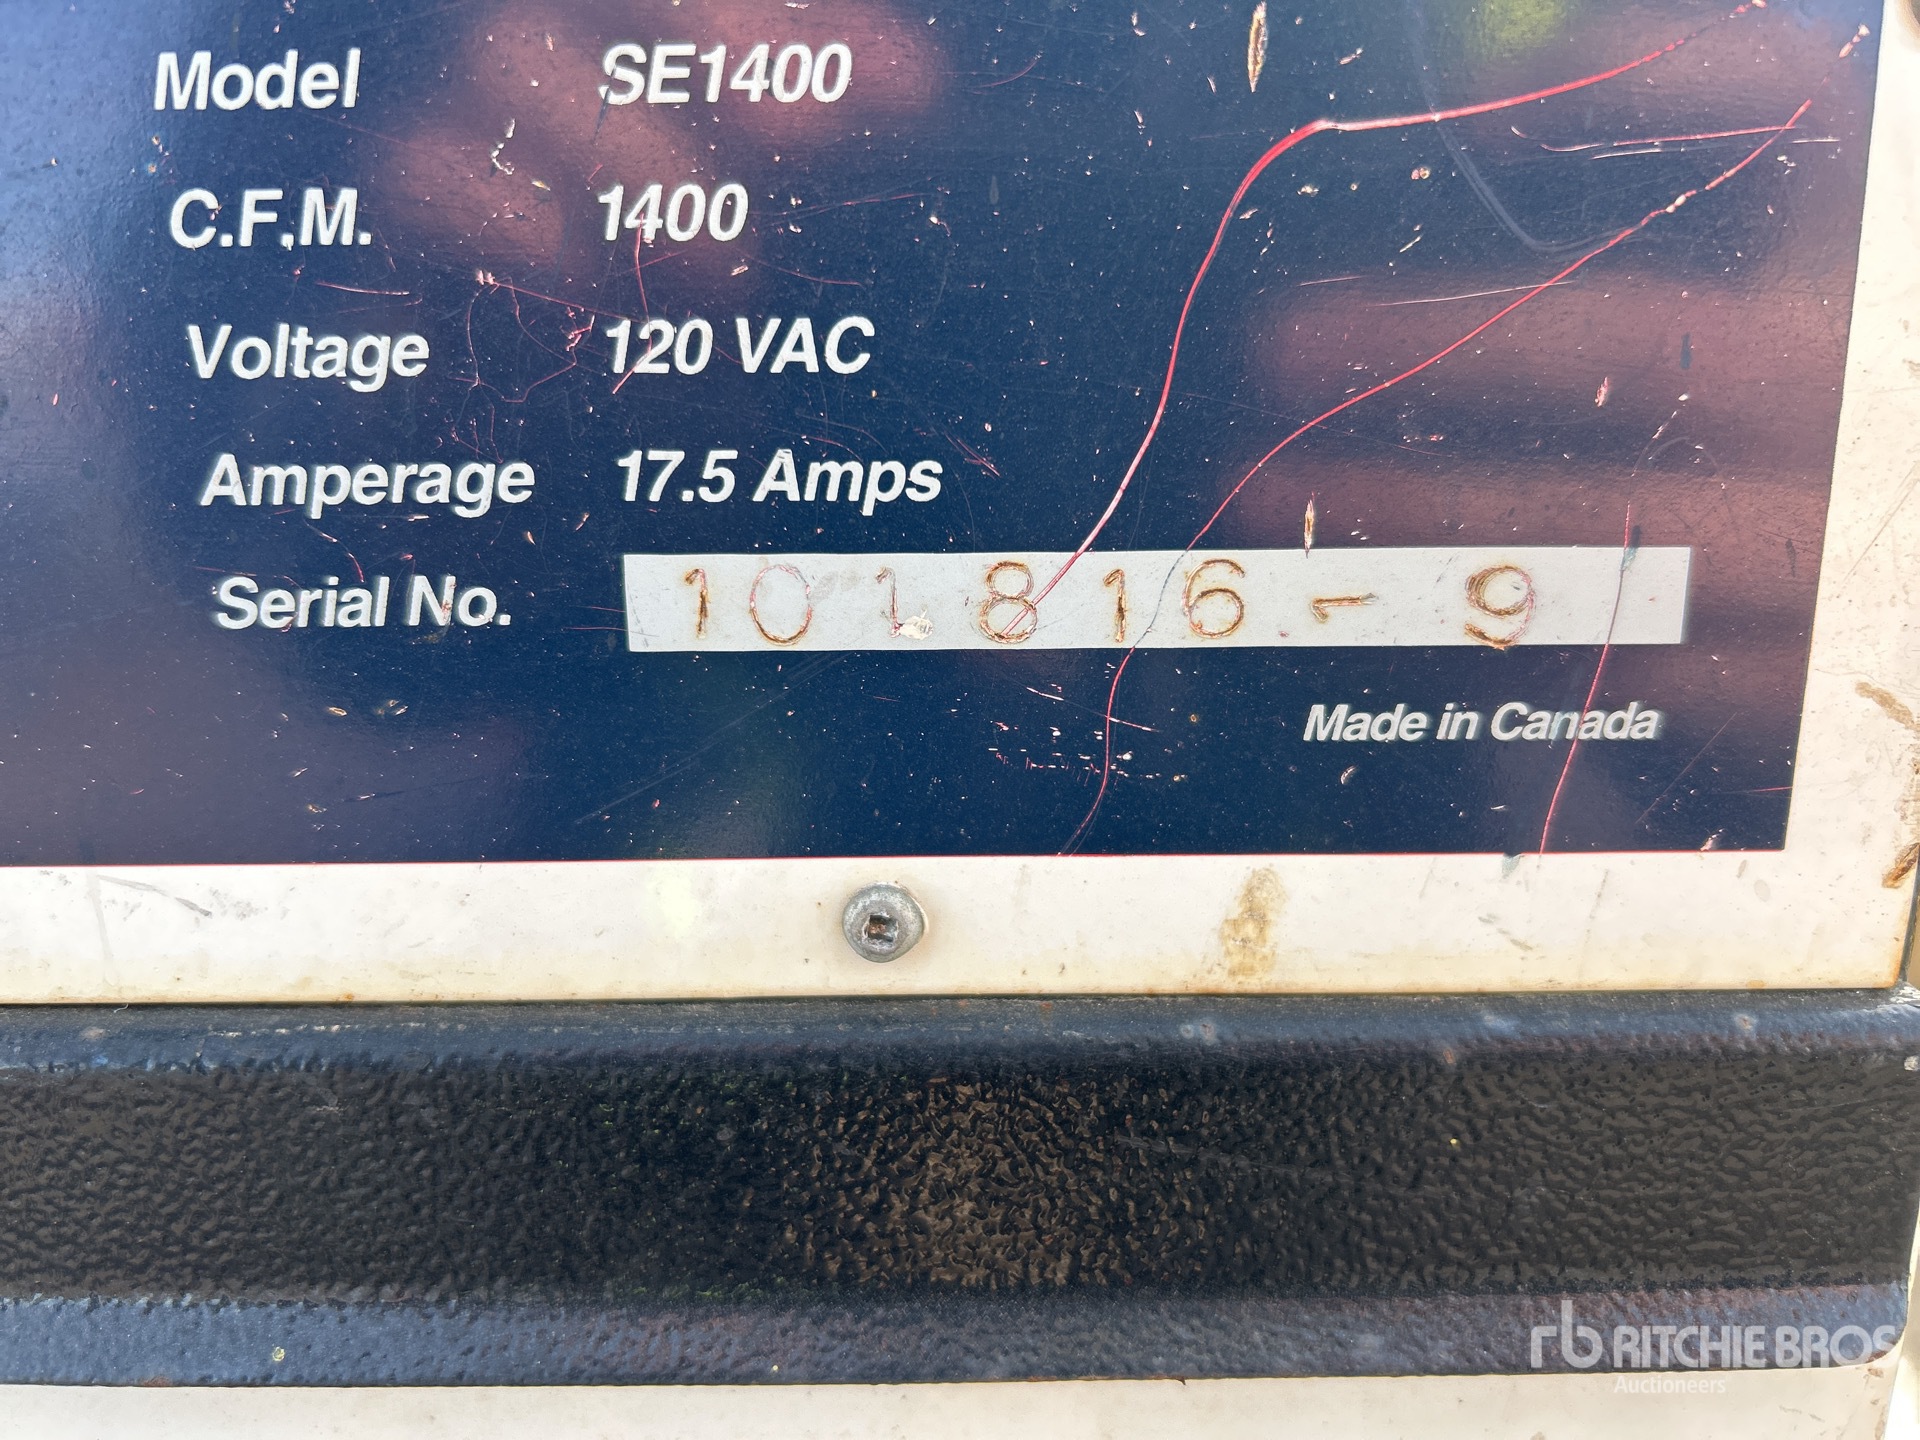 Model SE1400
C.F.M. 1400
Voltage 120 VAC
Amperage 17.5 Amps
Serial No. 101816-9
Made in Canada
rb RITCHIE BROS
Auctioneers